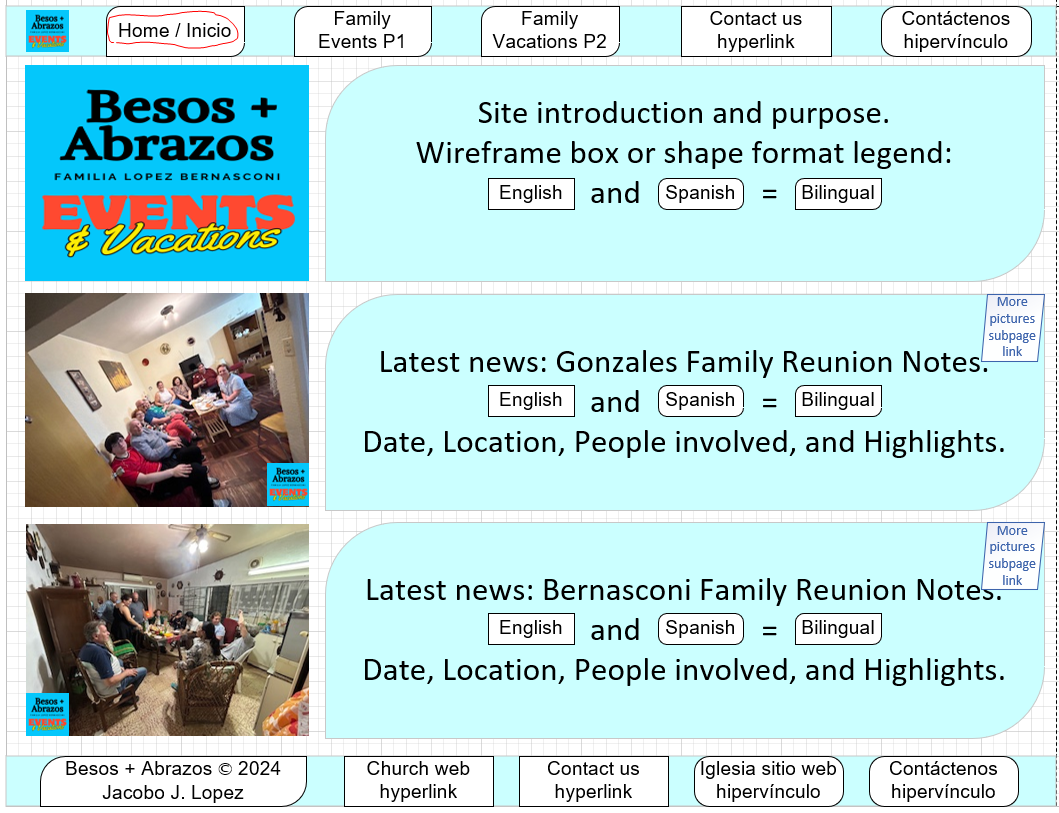 Besos +
Abrazos
EVENTS
Home / Inicio
Family
Events P1
Family
Vacations P2
Contact us
hyperlink
Contáctenos
hipervínculo
Besos +
Abrazos
FAMILIA LOPEZ BERNASCONI
EVENTS
& Vacations
Site introduction and purpose.
Wireframe box or shape format legend:
English and Spanish = Bilingual
More
pictures
subpage
link
Latest news: Gonzales Family Reunion Notes.
English and Spanish = Bilingual
Date, Location, People involved, and Highlights.
Besos +
Abrazos
EVENTS
& Vacations
More
pictures
subpage
link
Latest news: Bernasconi Family Reunion Notes.
English and Spanish = Bilingual
Date, Location, People involved, and Highlights.
Besos +
Abrazos
EVENTS
& Vacations
Besos + Abrazos © 2024
Jacobo J. Lopez
Church web
hyperlink
Contact us
hyperlink
Iglesia sitio web
hipervínculo
Contáctenos
hipervínculo